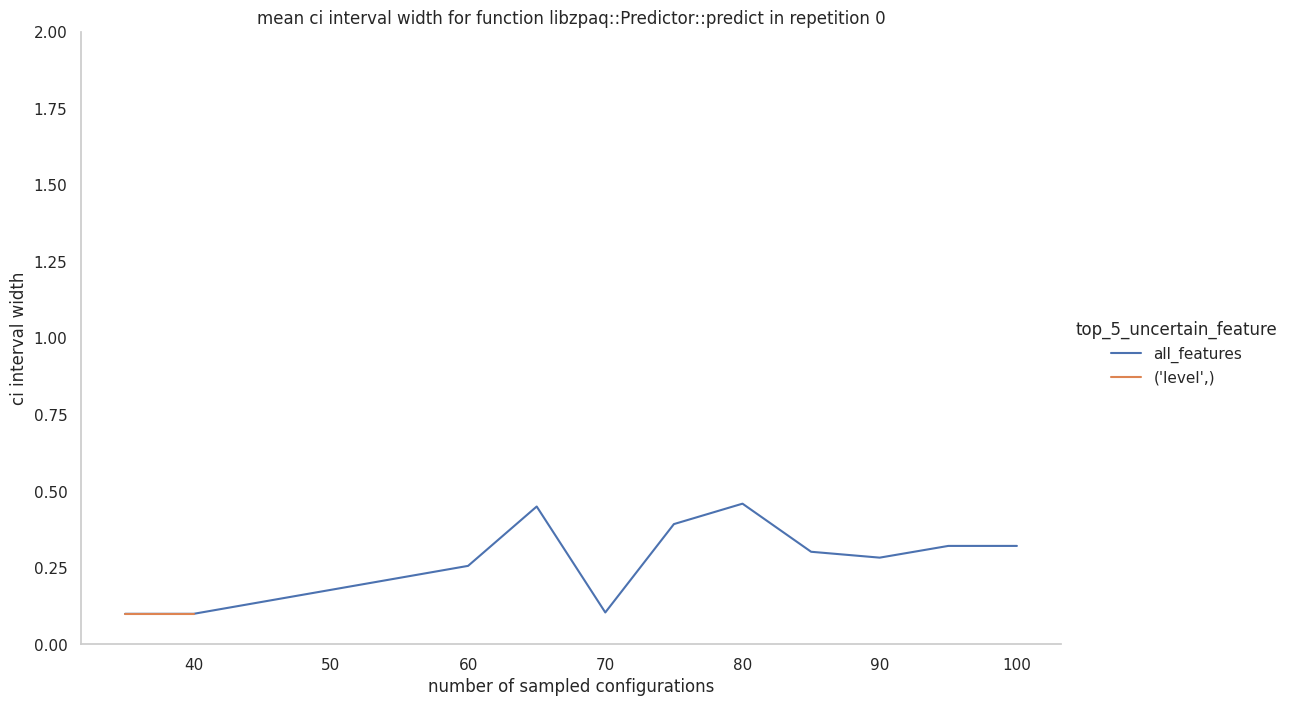 mean ci interval width for function libzpaq::Predictor::predict in repetition 0
2.00
1.75
1.50
1.25
1.00
0.75
0.50
0.25
0.00
ci interval width
40 50 60 70 80 90 100
number of sampled configurations
top_5_uncertain_feature
all_features
('level',)